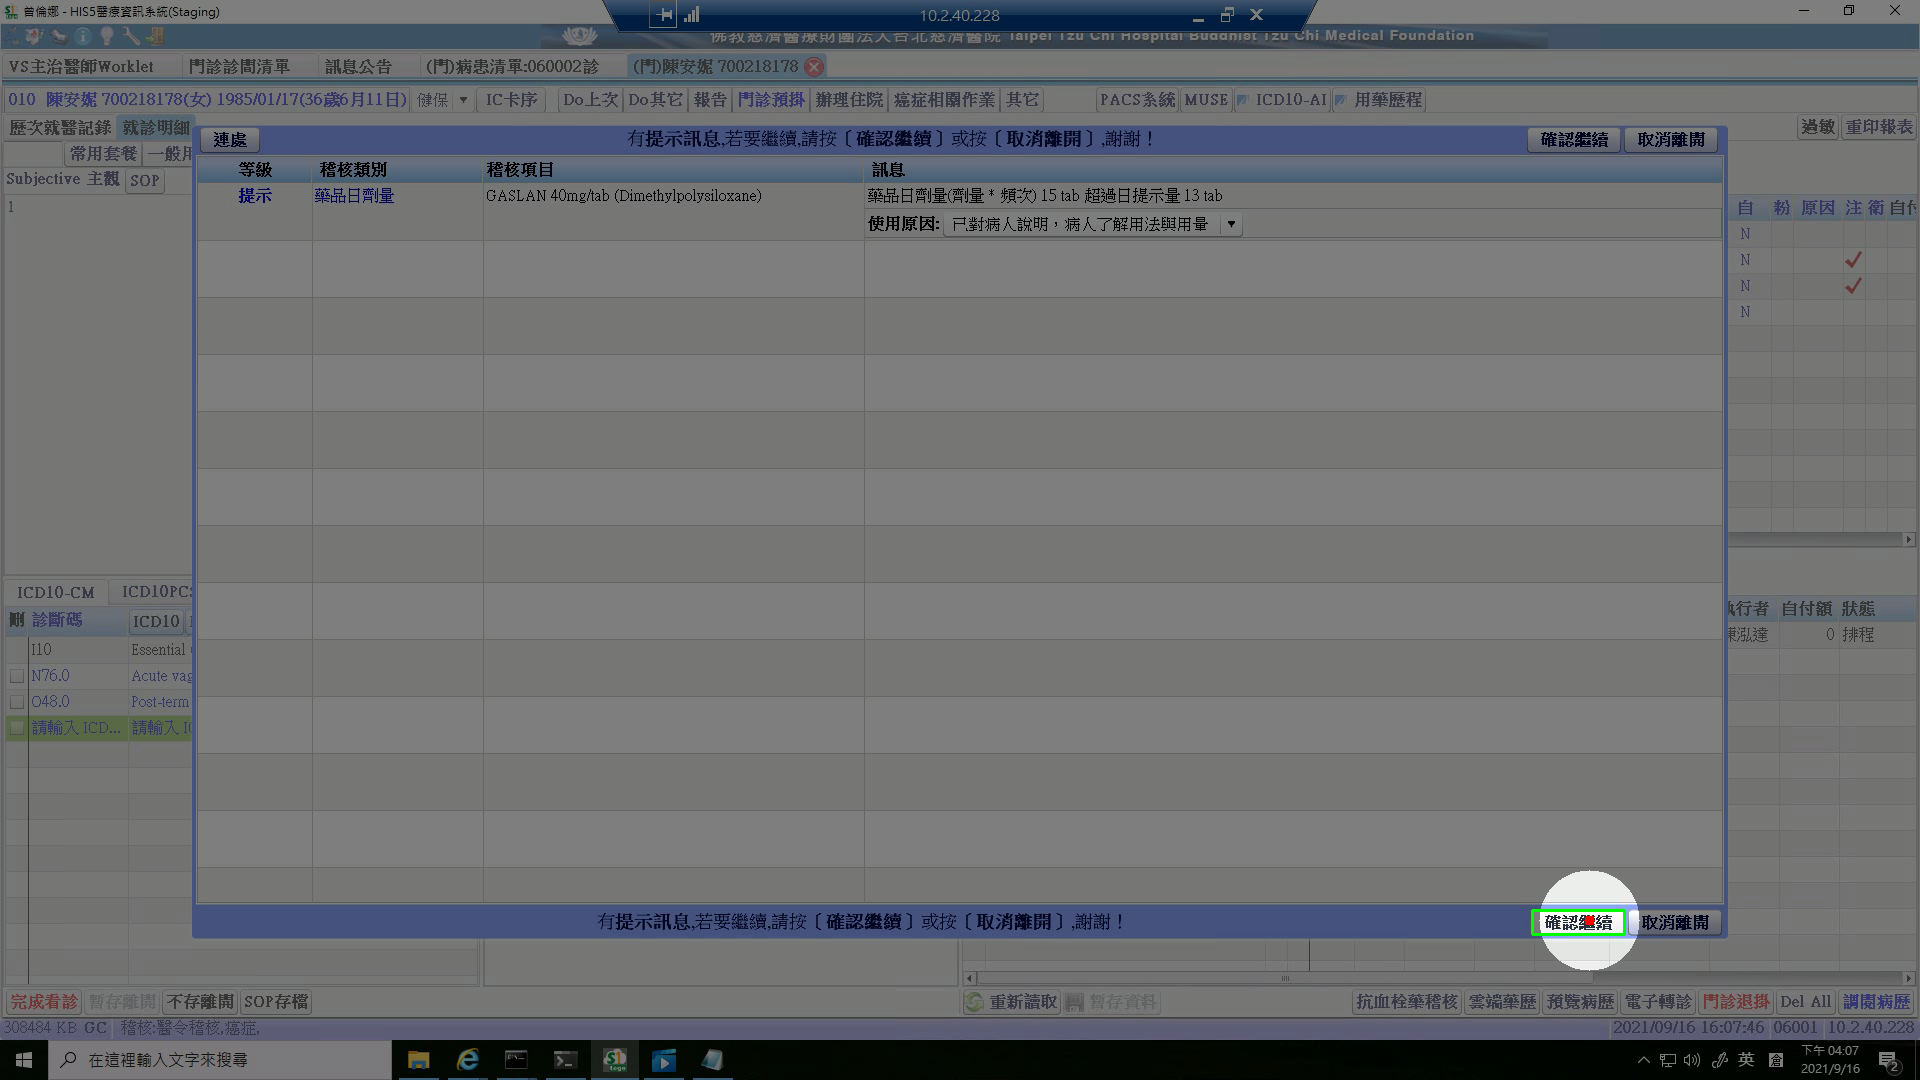 曾倫娜 - HIS5醫療資訊系統(Staging)
10.2.40.228
佛教慈濟醫療財團法人台北慈濟醫院 Taipei Tzu Chi Hospital Buddhist Tzu Chi Medical Foundation
VS主治醫師Worklet 門診診間清單 訊息公告 (門)病患清單:060002診 (門)陳安妮 700218178
010 陳安妮 700218178(女) 1985/01/17(36歲6月11日) 健保 IC卡序 Do上次 Do其它 報告 門診預掛 辦理住院 癌症相關作業 其它 PACS系統 MUSE ICD10-AI 用藥歷程
歷次就醫記錄 就診明細 過敏 重印報表
連處 有提示訊息,若要繼續,請按〔確認繼續〕或按〔取消離開〕,謝謝！ 確認繼續 取消離開
常用套餐 一般用
等級 稽核類別 稽核項目 訊息
Subjective 主觀 SOP
提示 藥品日劑量 GASLAN 40mg/tab (Dimethylpolysiloxane) 藥品日劑量(劑量 * 頻次) 15 tab 超過日提示量 13 tab
1 自 粉 原因 注 衛 自付
使用原因: 已對病人說明，病人了解用法與用量
N
N
N
N
ICD10-CM ICD10PC
刪 診斷碼 ICD10 執行者 自付額 狀態
陳泓達 0 排程
I10 Essential
N76.0 Acute vag
O48.0 Post-term
請輸入 ICD... 請輸入 IC
有提示訊息,若要繼續,請按〔確認繼續〕或按〔取消離開〕,謝謝！ 確認繼續 取消離開
完成看診 暫存離開 不存離開 SOP存檔 重新讀取 暫存資料 抗血栓藥稽核 雲端藥歷 預覽病歷 電子轉診 門診退掛 Del All 調閱病歷
308484 KB GC 稽核:醫令稽核,癌症, 2021/09/16 16:07:46 06001 10.2.40.228
在這裡輸入文字來搜尋 英 下午 04:07
2021/9/16 2